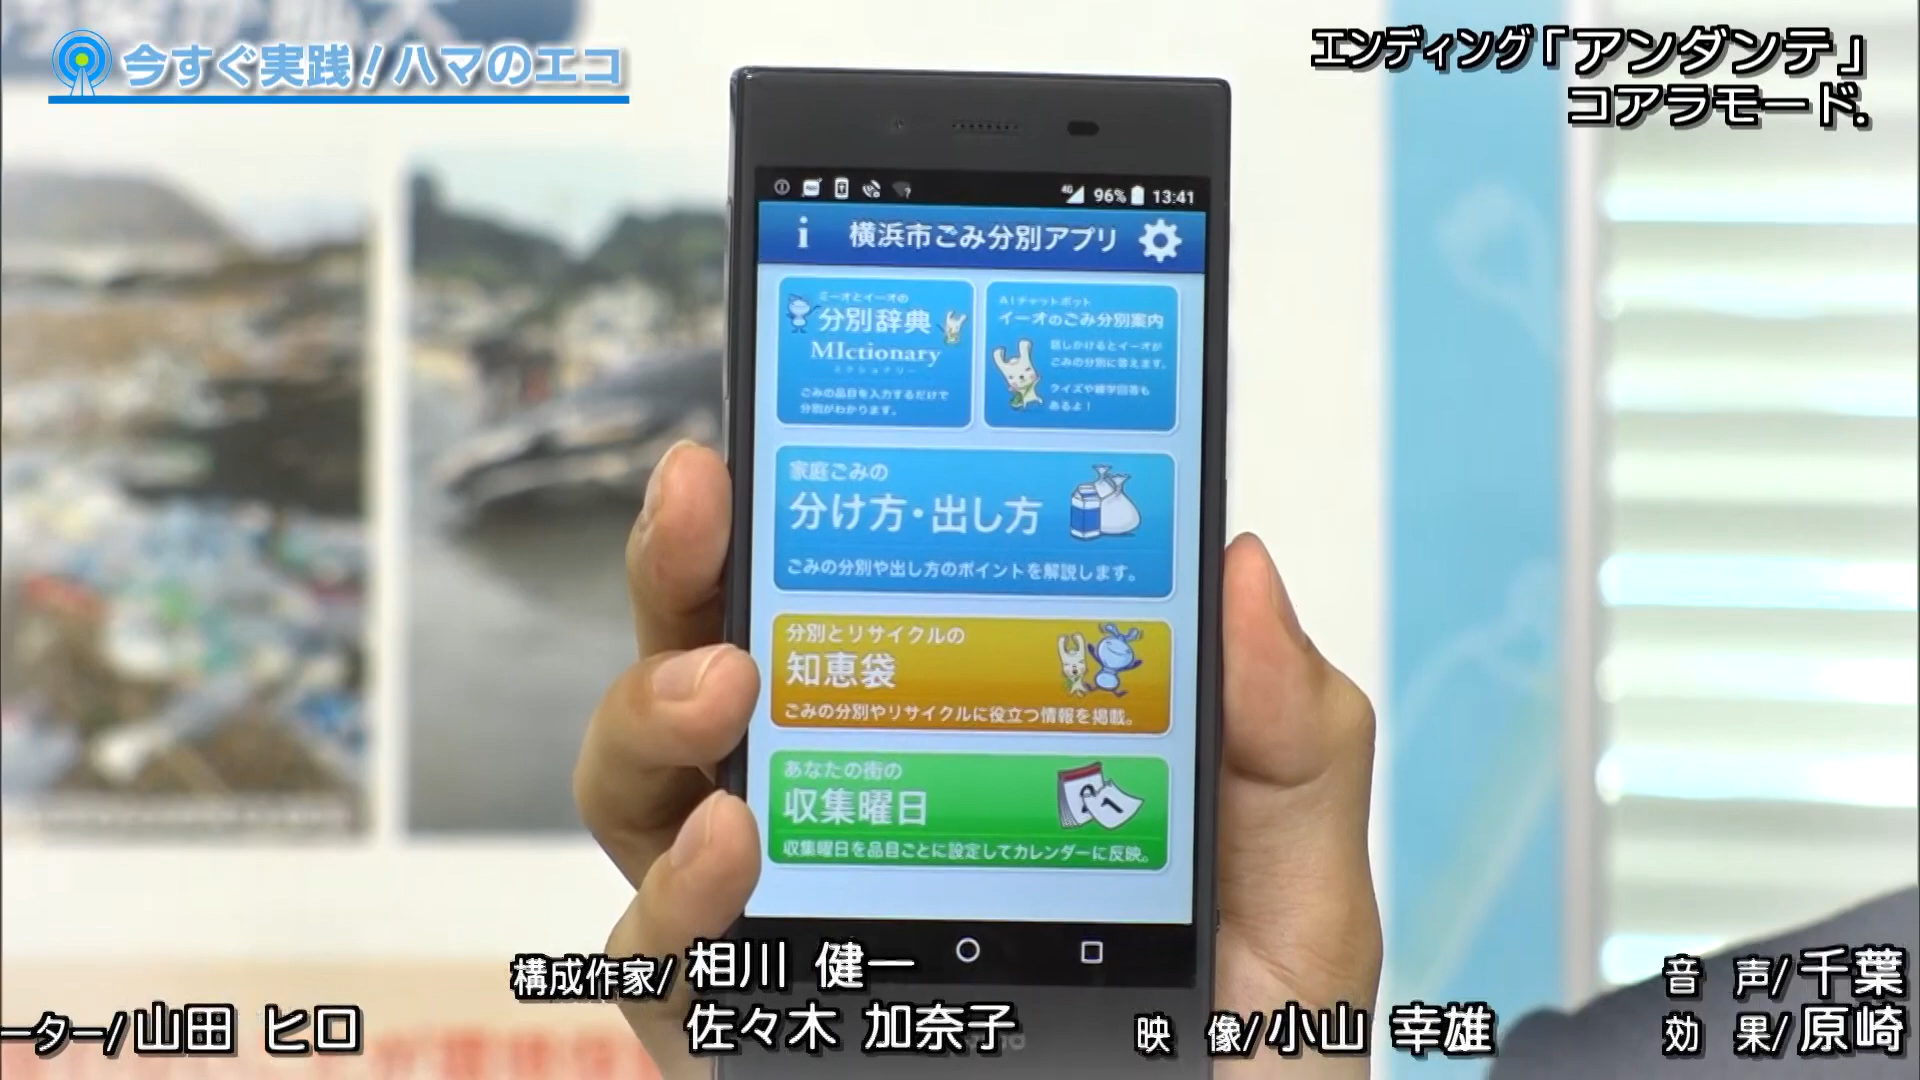 今すぐ実践!ハマのエコ
エンディング「アンダンテ」
コアラモード.
4G 96% 13:41
i 横浜市ごみ分別アプリ
ミーオとイーオの
分別辞典
MIctionary
ミクショナリー
ごみの品目を入力するだけで
分別がわかります。
AIチャットボット
イーオのごみ分別案内
話しかけるとイーオが
ごみの分別に答えます。
クイズや雑学回答も
あるよ!
家庭ごみの
分け方・出し方
ごみの分別や出し方のポイントを解説します。
分別とリサイクルの
知恵袋
ごみの分別やリサイクルに役立つ情報を掲載。
あなたの街の
収集曜日
収集曜日を品目ごとに設定してカレンダーに反映。
ーター/山田 ヒロ
構成作家/相川 健一
佐々木 加奈子
映 像/小山 幸雄
音 声/千葉
効 果/原崎